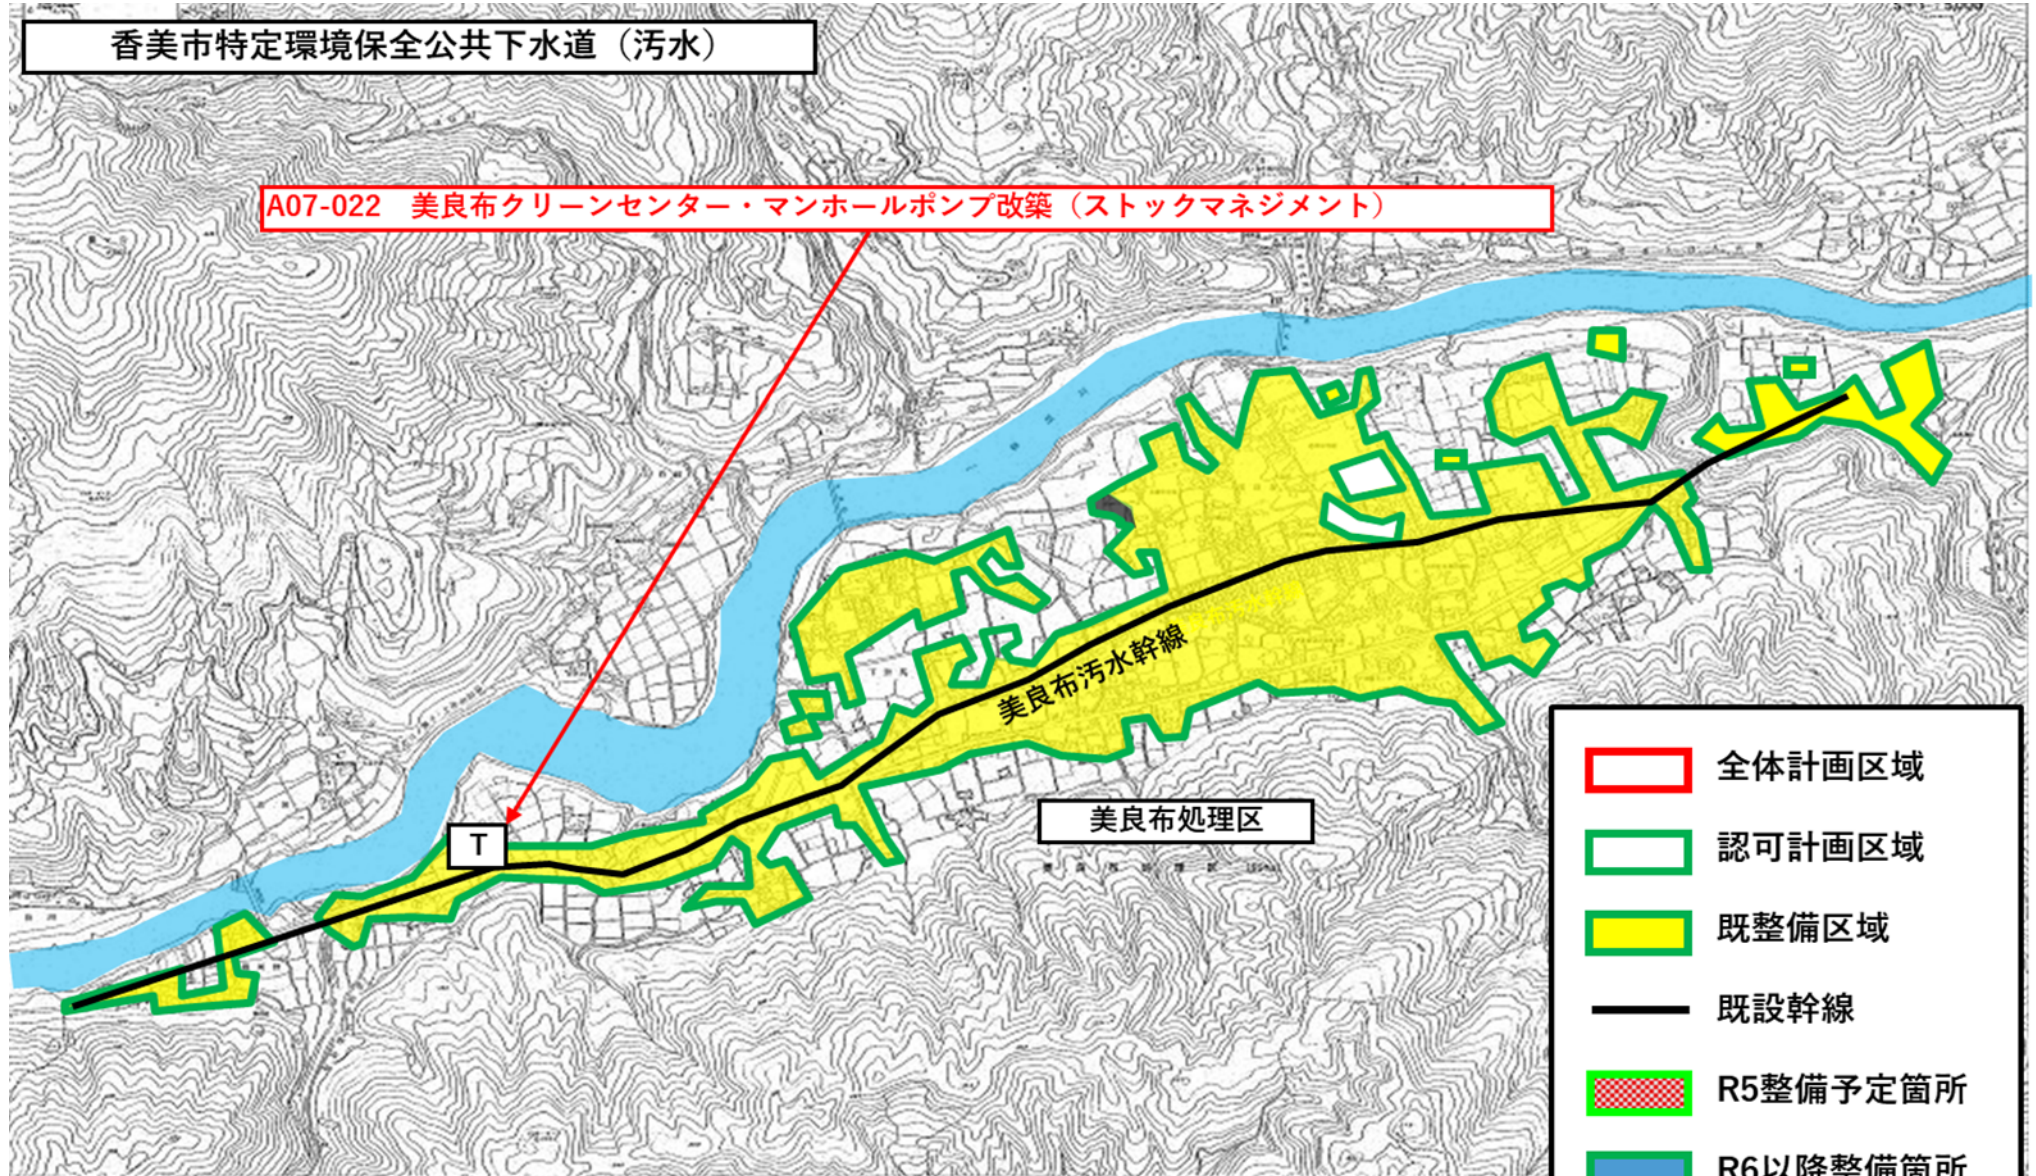 香美市特定環境保全公共下水道（汚水）
A07-022　美良布クリーンセンター・マンホールポンプ改築（ストックマネジメント）
美良布汚水幹線
T
美良布処理区
全体計画区域
認可計画区域
既整備区域
既設幹線
R5整備予定箇所
R6以降整備箇所